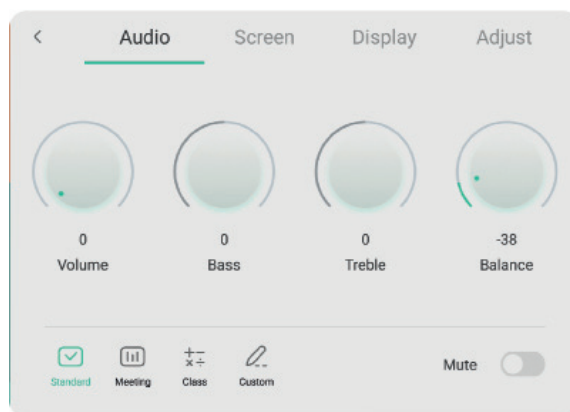 Audio Screen Display Adjust
0 0 0 -38
Volume Bass Treble Balance
Standard Meeting Class Custom Mute